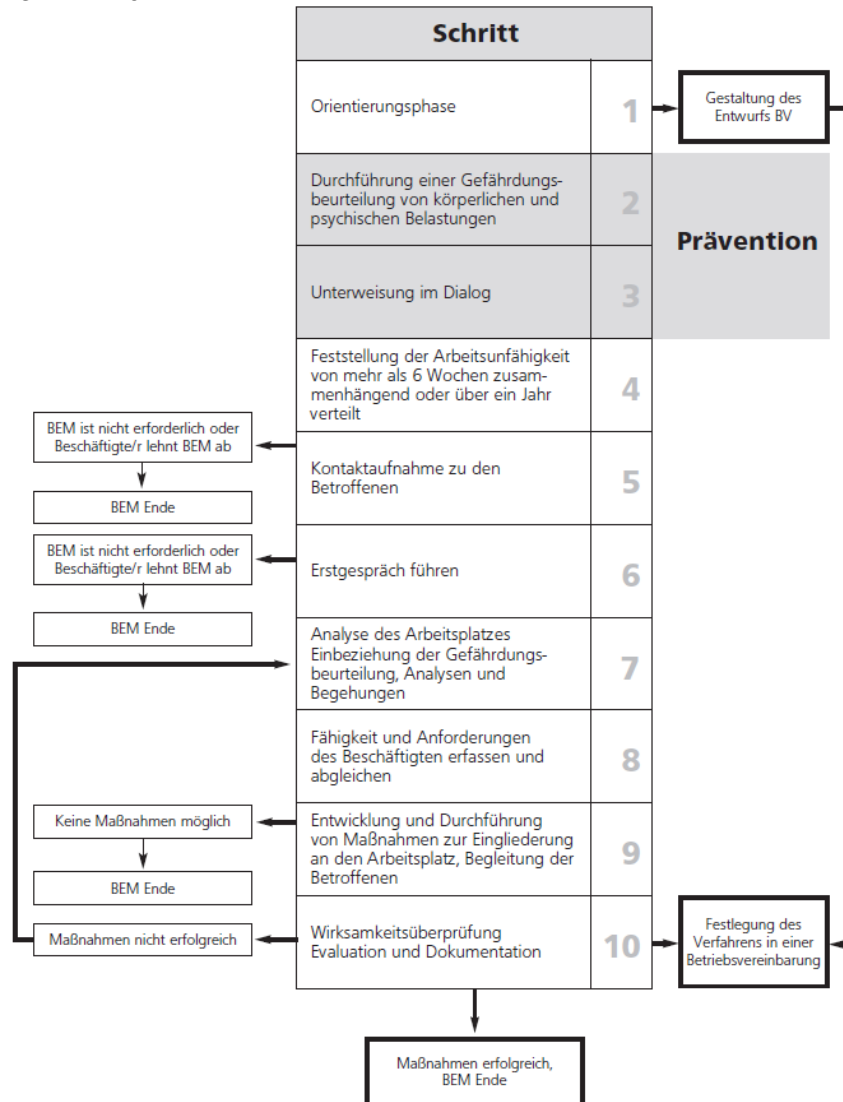 Schritt
Orientierungsphase
1
Gestaltung des
Entwurfs BV
Durchführung einer Gefährdungs-
beurteilung von körperlichen und
psychischen Belastungen
2
Prävention
Unterweisung im Dialog
3
Feststellung der Arbeitsunfähigkeit
von mehr als 6 Wochen zusam-
menhängend oder über ein Jahr
verteilt
4
BEM ist nicht erforderlich oder
Beschäftigte/r lehnt BEM ab
BEM Ende
Kontaktaufnahme zu den
Betroffenen
5
BEM ist nicht erforderlich oder
Beschäftigte/r lehnt BEM ab
BEM Ende
Erstgespräch führen
6
Analyse des Arbeitsplatzes
Einbeziehung der Gefährdungs-
beurteilung, Analysen und
Begehungen
7
Fähigkeit und Anforderungen
des Beschäftigten erfassen und
abgleichen
8
Keine Maßnahmen möglich
BEM Ende
Entwicklung und Durchführung
von Maßnahmen zur Eingliederung
an den Arbeitsplatz, Begleitung der
Betroffenen
9
Maßnahmen nicht erfolgreich
Wirksamkeitsüberprüfung
Evaluation und Dokumentation
10
Festlegung des
Verfahrens in einer
Betriebsvereinbarung
Maßnahmen erfolgreich,
BEM Ende